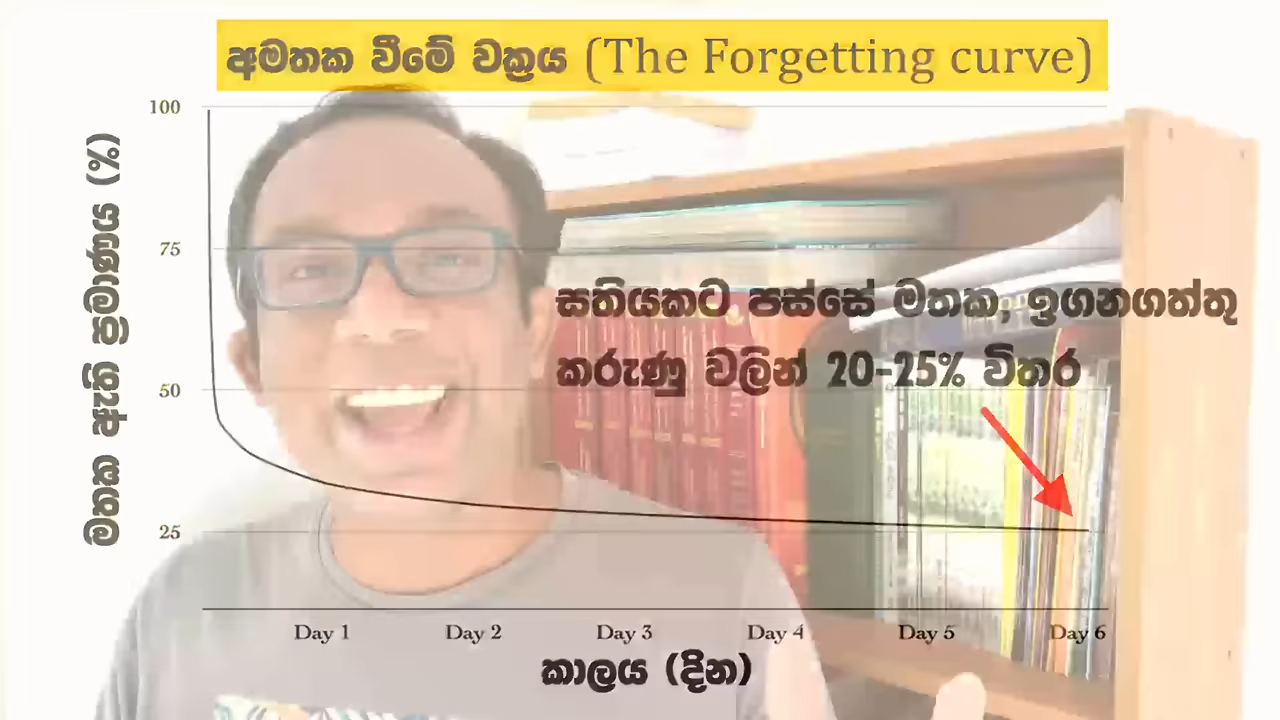 අමතක වීමේ වක්‍රය (The Forgetting curve)
මතක ඇති ප්‍රමාණය (%)
100
75
50
25
සතියකට පස්සේ මතක, ඉගනගත්තු
කරුණු වලින් 20-25% විතර
Day 1 Day 2 Day 3 Day 4 Day 5 Day 6
කාලය (දින)